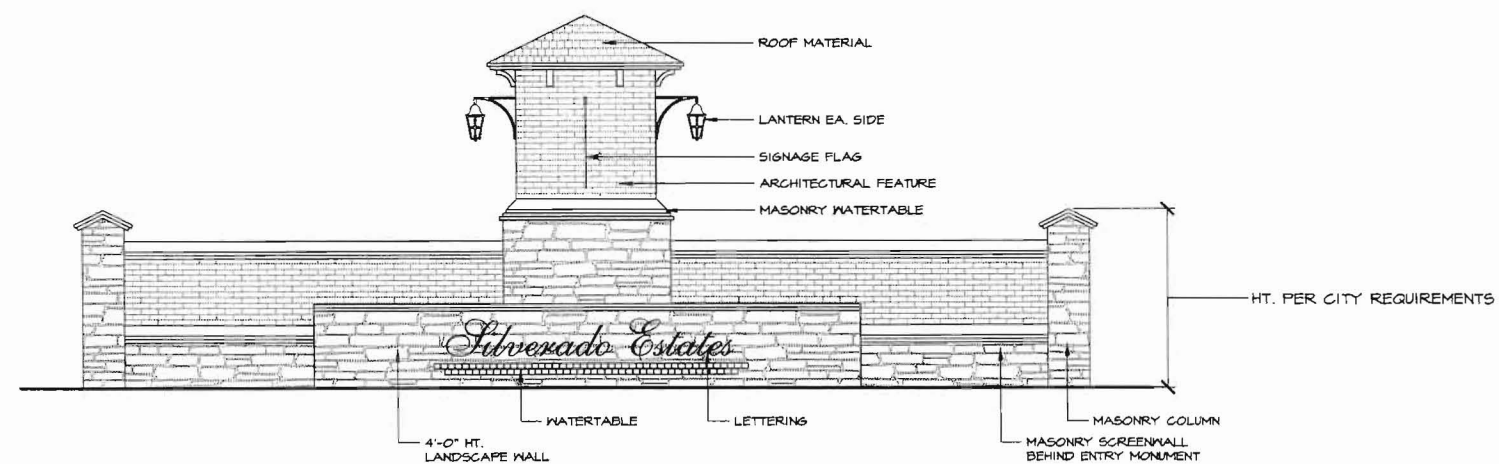 ROOF MATERIAL
LANTERN EA. SIDE
SIGNAGE FLAG
ARCHITECTURAL FEATURE
MASONRY WATERTABLE
HT. PER CITY REQUIREMENTS
Silverado Estates
WATERTABLE
LETTERING
MASONRY COLUMN
4'-0" HT.
LANDSCAPE WALL
MASONRY SCREENWALL
BEHIND ENTRY MONUMENT